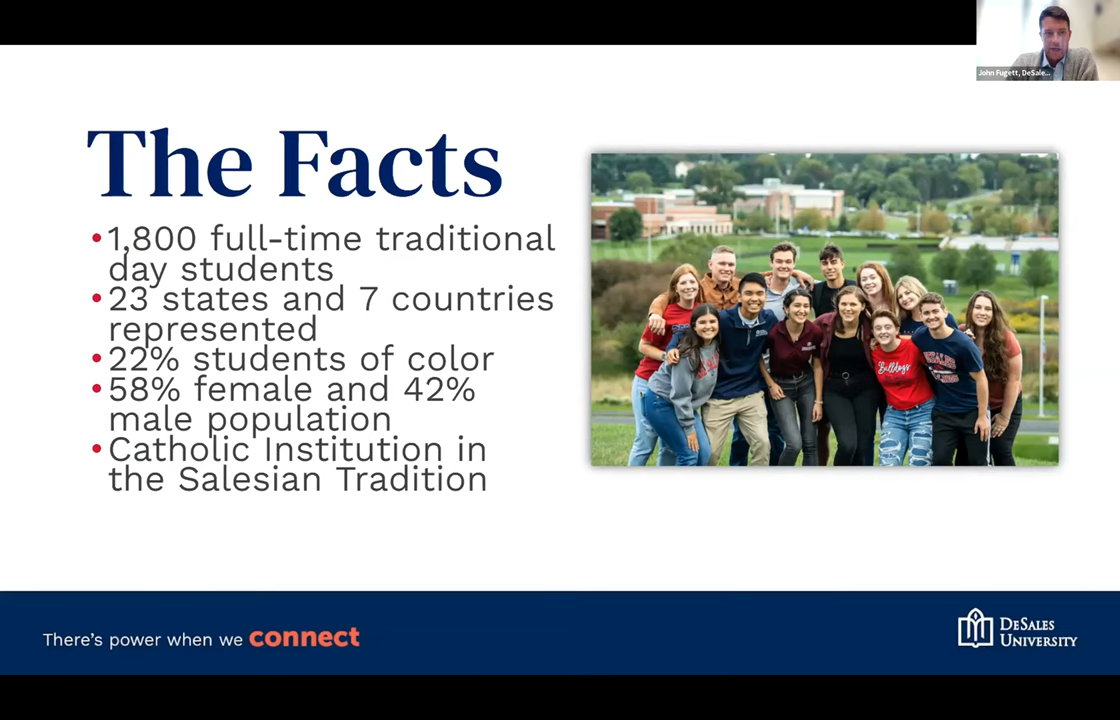 John Fugett, DeSale...
The Facts
•1,800 full-time traditional
day students
•23 states and 7 countries
represented
•22% students of color
•58% female and 42%
male population
•Catholic Institution in
the Salesian Tradition
Bulldogs
There's power when we connect
DESALES
UNIVERSITY